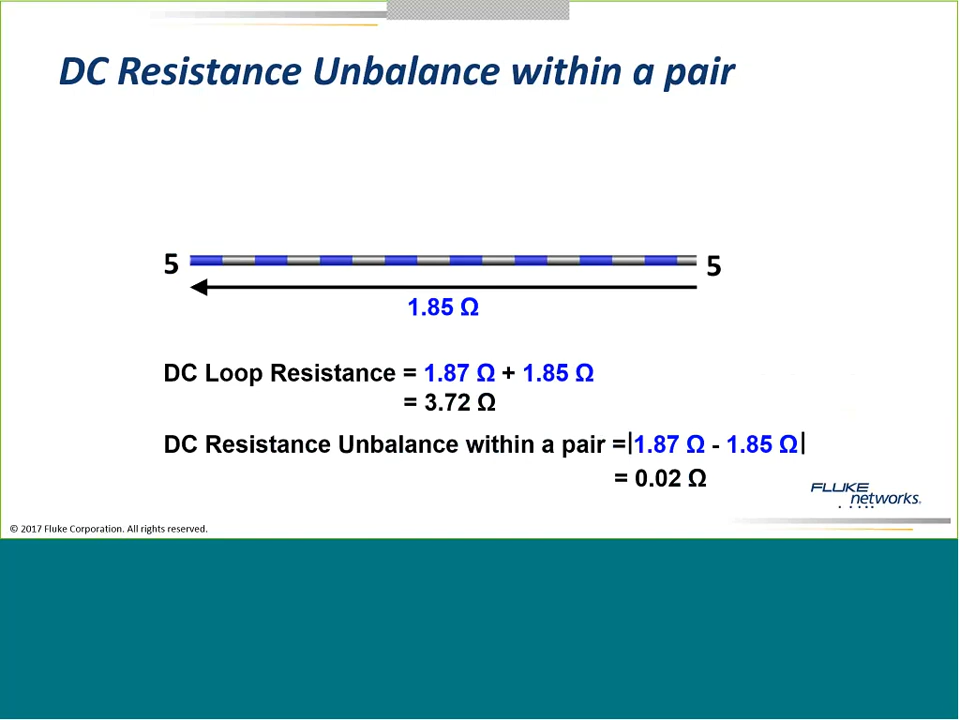 DC Resistance Unbalance within a pair
5 5
1.85 Ω
DC Loop Resistance = 1.87 Ω + 1.85 Ω
= 3.72 Ω
DC Resistance Unbalance within a pair =|1.87 Ω - 1.85 Ω|
= 0.02 Ω
FLUKE
networks.
© 2017 Fluke Corporation. All rights reserved.